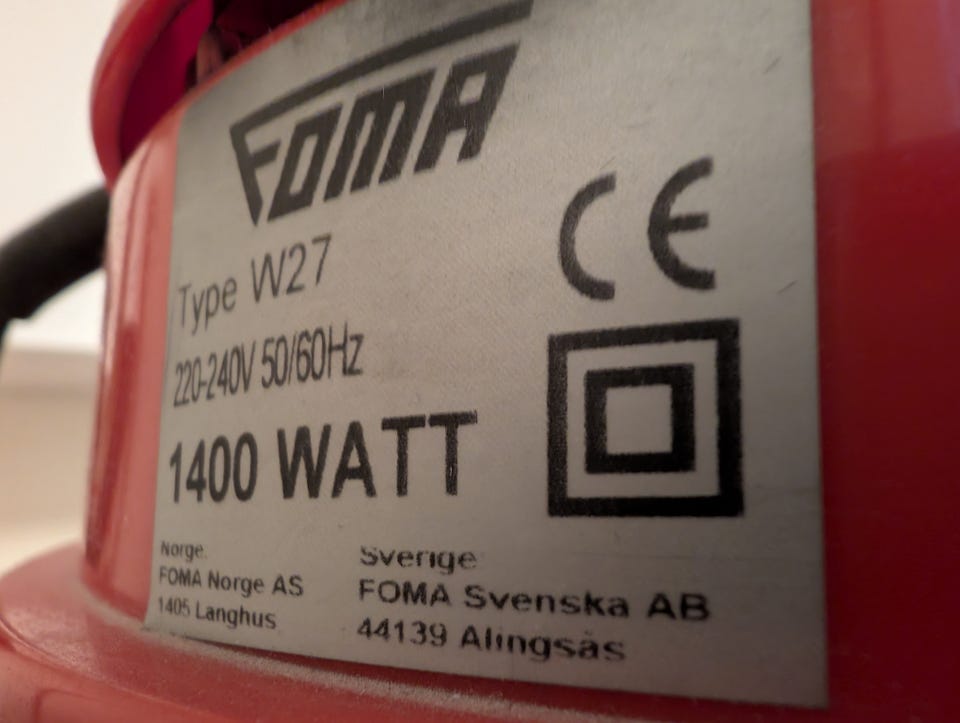 FOMA
CE
Type W27
220-240V 50/60Hz
1400 WATT
Norge.
FOMA Norge AS
1405 Langhus
Sverige
FOMA Svenska AB
44139 Alingsås